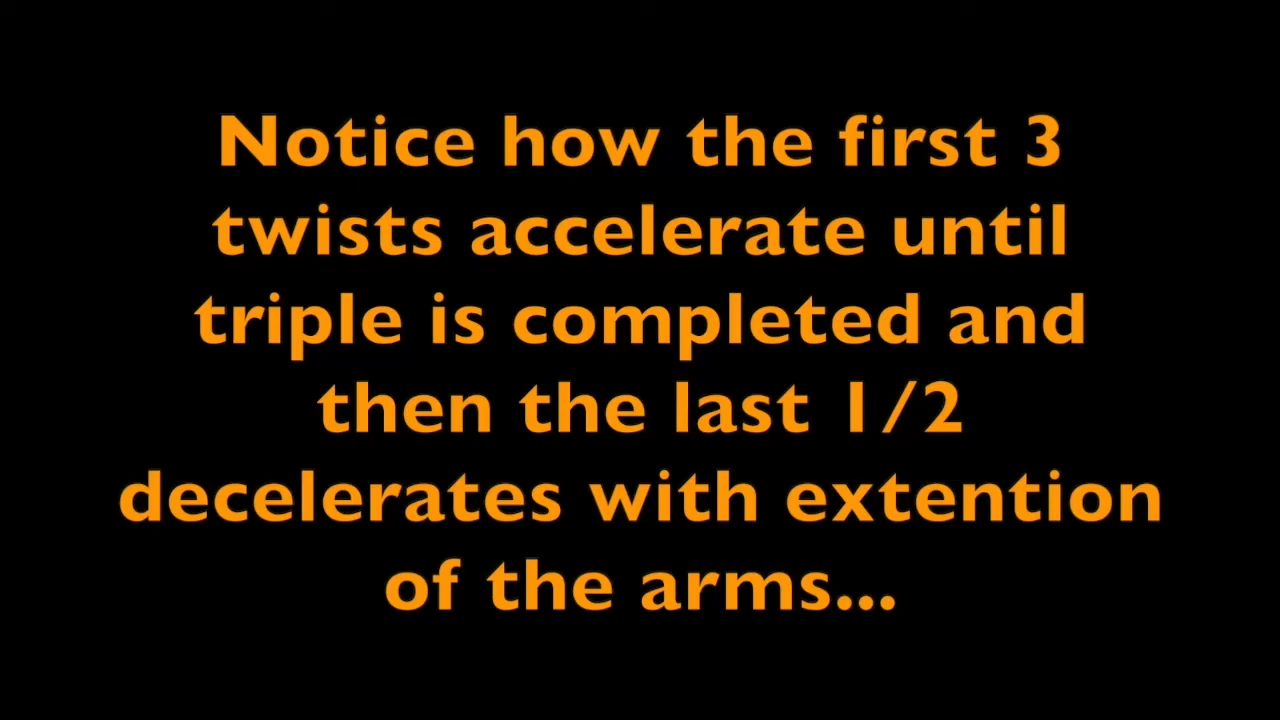 Notice how the first 3
twists accelerate until
triple is completed and
then the last 1/2
decelerates with extention
of the arms...